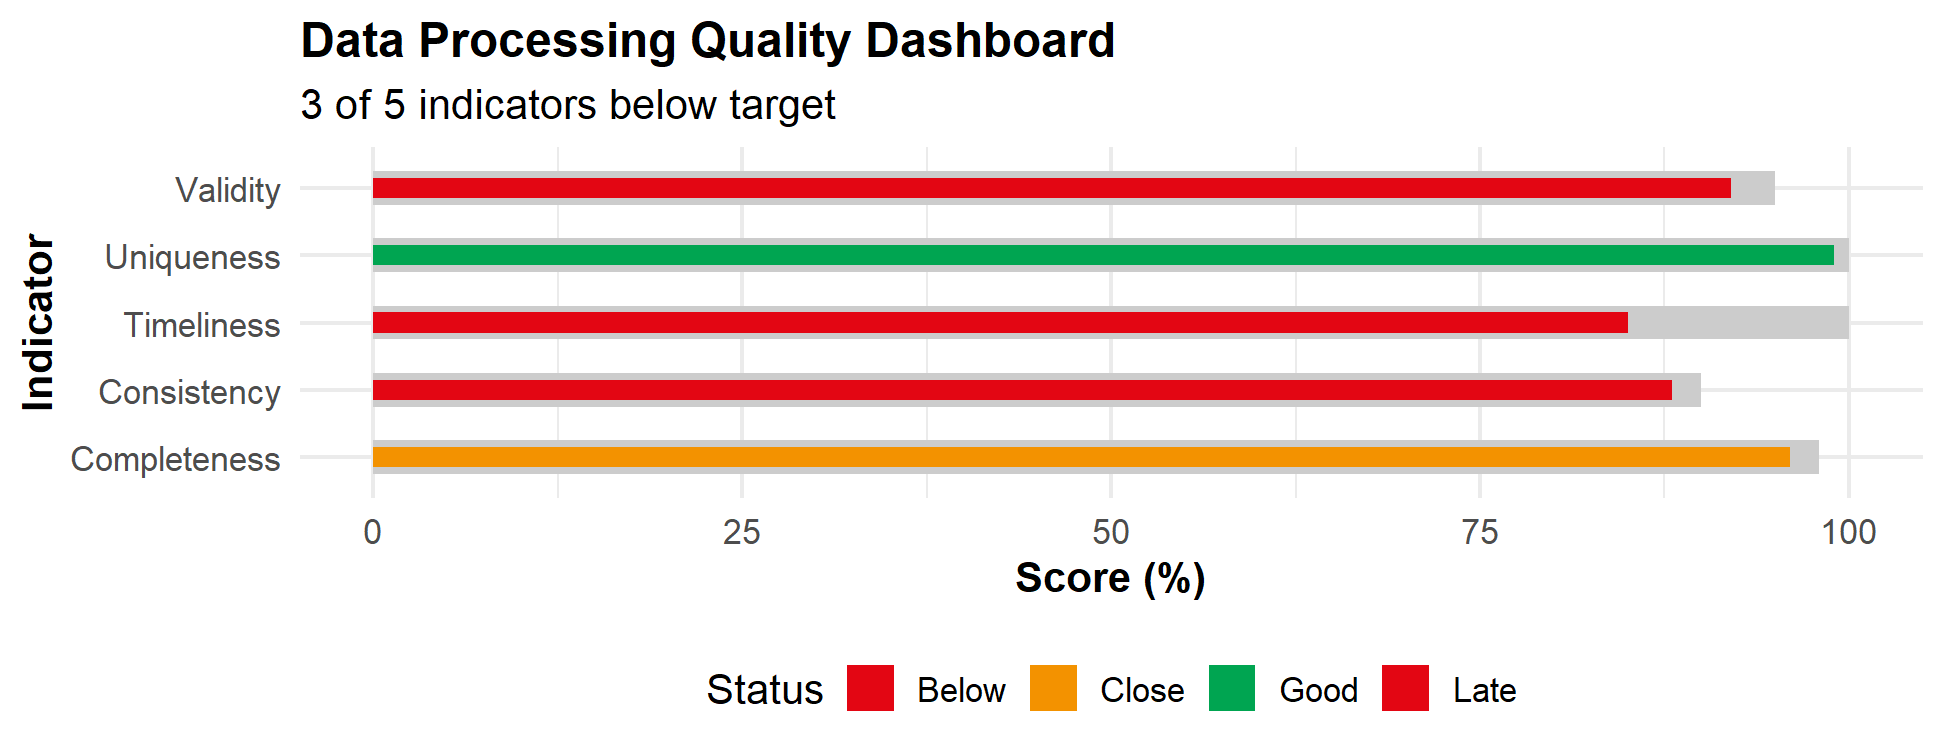 Data Processing Quality Dashboard
3 of 5 indicators below target
Indicator
Validity
Uniqueness
Timeliness
Consistency
Completeness
0 25 50 75 100
Score (%)
Status Below Close Good Late